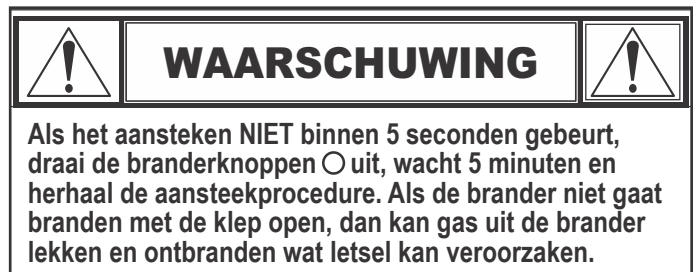 WAARSCHUWING
Als het aansteken NIET binnen 5 seconden gebeurt,
draai de branderknoppen ○ uit, wacht 5 minuten en
herhaal de aansteekprocedure. Als de brander niet gaat
branden met de klep open, dan kan gas uit de brander
lekken en ontbranden wat letsel kan veroorzaken.